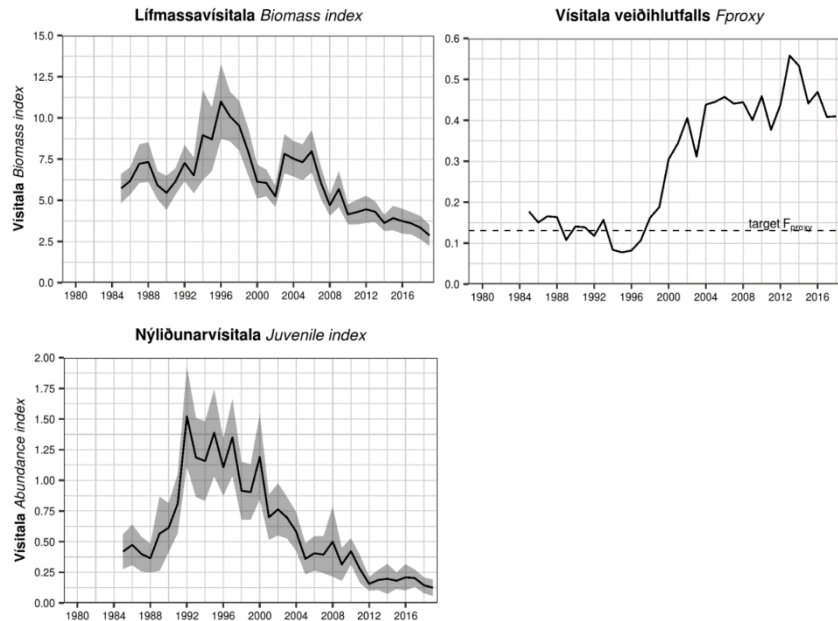 Lífmassavísitala Biomass index
Vísitala Biomass index
15.0
12.5
10.0
7.5
5.0
2.5
0.0
1980 1984 1988 1992 1996 2000 2004 2008 2012 2016
Vísitala veiðihlutfalls Fproxy
0.6
0.5
0.4
0.3
0.2
0.1
0.0
target Fproxy
1980 1984 1988 1992 1996 2000 2004 2008 2012 2016
Nýliðunarvísitala Juvenile index
Vísitala Abundance index
2.00
1.75
1.50
1.25
1.00
0.75
0.50
0.25
0.00
1980 1984 1988 1992 1996 2000 2004 2008 2012 2016